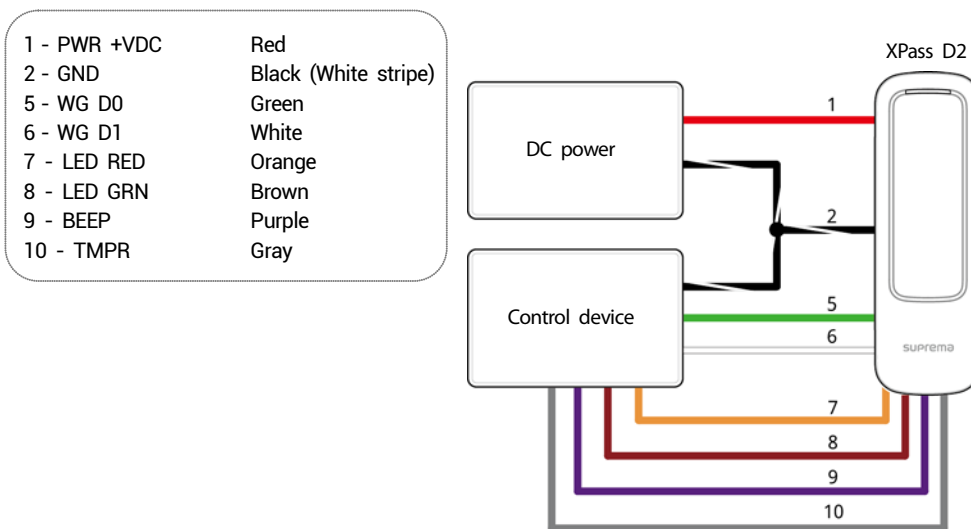 1 - PWR +VDC Red
2 - GND Black (White stripe)
5 - WG D0 Green
6 - WG D1 White
7 - LED RED Orange
8 - LED GRN Brown
9 - BEEP Purple
10 - TMPR Gray
XPass D2
1
DC power
2
5
Control device
6
suprema
7
8
9
10